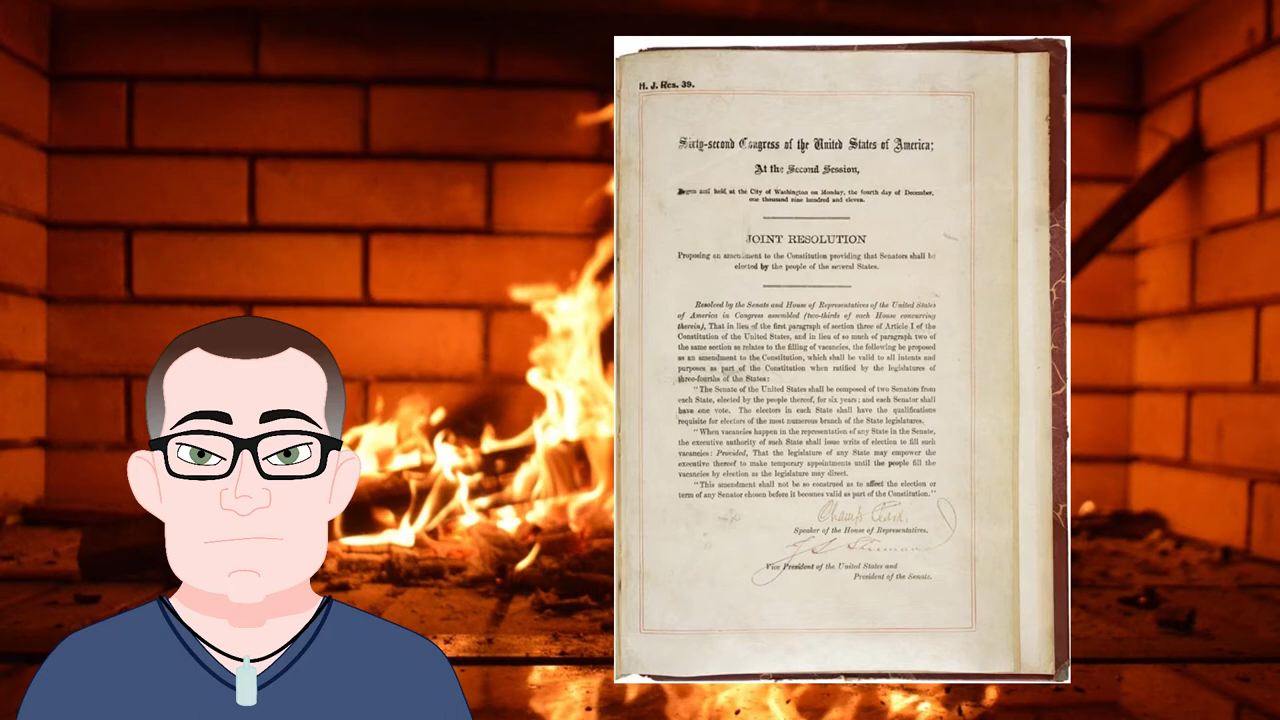 H. J. Res. 39.
Sixty-second Congress of the United States of America;
At the Second Session,
Begun and held at the City of Washington on Monday, the fourth day of December,
one thousand nine hundred and eleven.
JOINT RESOLUTION
Proposing an amendment to the Constitution providing that Senators shall be
elected by the people of the several States.
Resolved by the Senate and House of Representatives of the United States
of America in Congress assembled (two-thirds of each House concurring
therein), That in lieu of the first paragraph of section three of Article I of the
Constitution of the United States, and in lieu of so much of paragraph two of
the same section as relates to the filling of vacancies, the following be proposed
as an amendment to the Constitution, which shall be valid to all intents and
purposes as part of the Constitution when ratified by the legislatures of
three-fourths of the States:
"The Senate of the United States shall be composed of two Senators from
each State, elected by the people thereof, for six years; and each Senator shall
have one vote. The electors in each State shall have the qualifications
requisite for electors of the most numerous branch of the State legislatures.
"When vacancies happen in the representation of any State in the Senate,
the executive authority of such State shall issue writs of election to fill such
vacancies: Provided, That the legislature of any State may empower the
executive thereof to make temporary appointments until the people fill the
vacancies by election as the legislature may direct.
"This amendment shall not be so construed as to affect the election or
term of any Senator chosen before it becomes valid as part of the Constitution."
Champ Clark
Speaker of the House of Representatives.
Vice President of the United States and
President of the Senate.